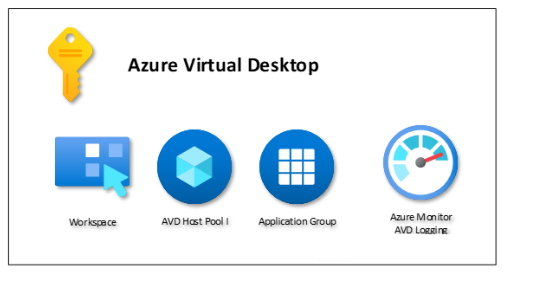 Azure Virtual Desktop
Workspace
AVD Host Pool I
Application Group
Azure Monitor
AVD Logging